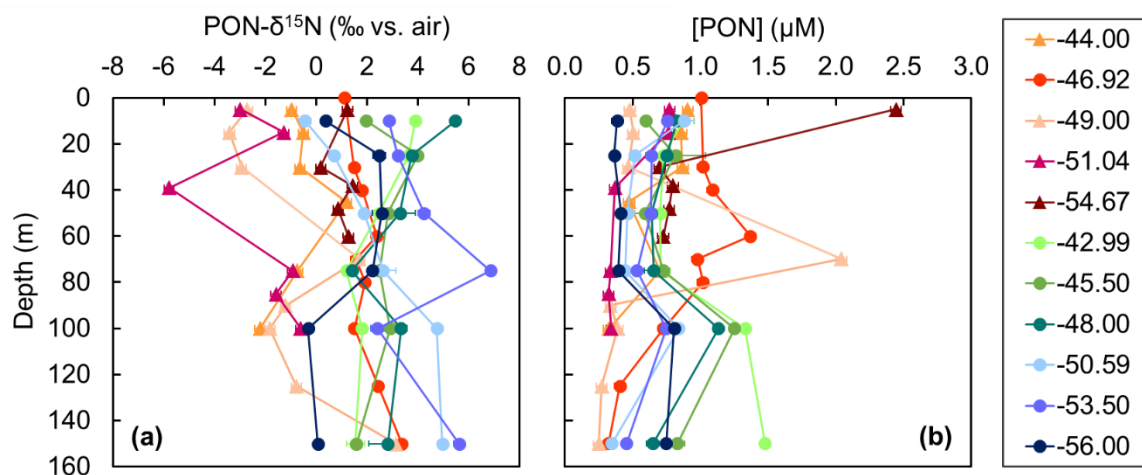 PON-δ¹⁵N (‰ vs. air)
[PON] (µM)
-8 -6 -4 -2 0 2 4 6 8
0.0 0.5 1.0 1.5 2.0 2.5 3.0
Depth (m)
0
20
40
60
80
100
120
140
160
(a)
(b)
-44.00
-46.92
-49.00
-51.04
-54.67
-42.99
-45.50
-48.00
-50.59
-53.50
-56.00